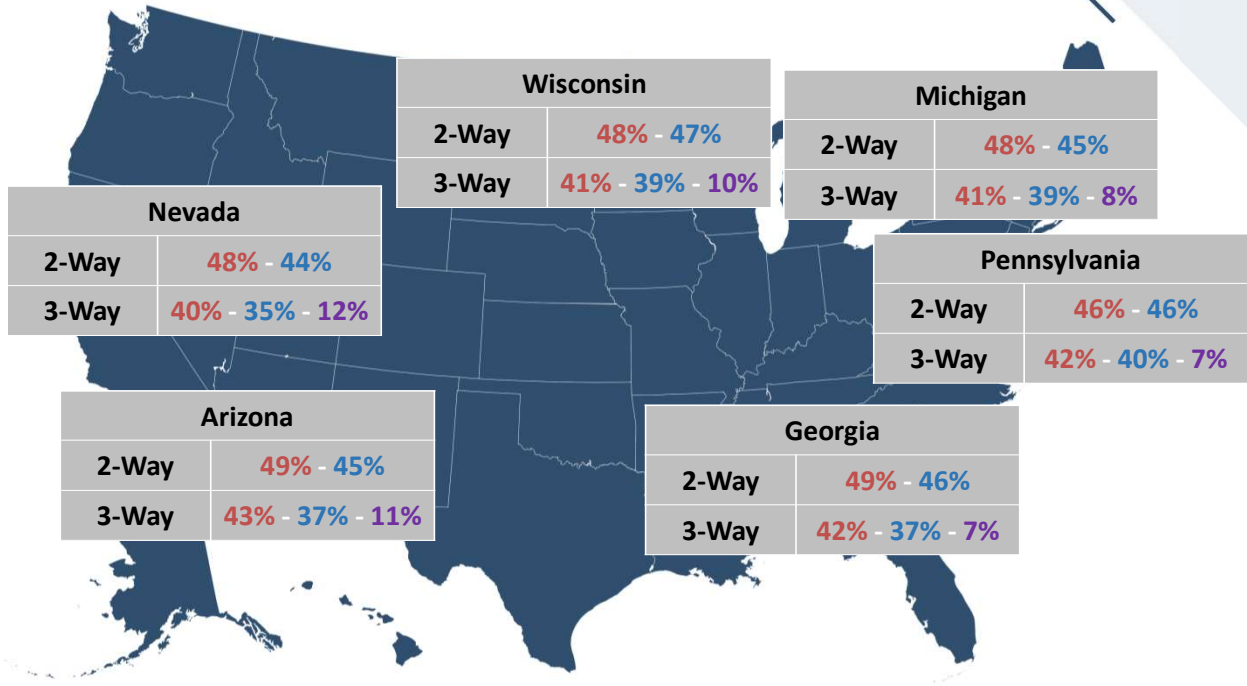 Wisconsin
2-Way 48% - 47%
3-Way 41% - 39% - 10%
Michigan
2-Way 48% - 45%
3-Way 41% - 39% - 8%
Nevada
2-Way 48% - 44%
3-Way 40% - 35% - 12%
Pennsylvania
2-Way 46% - 46%
3-Way 42% - 40% - 7%
Arizona
2-Way 49% - 45%
3-Way 43% - 37% - 11%
Georgia
2-Way 49% - 46%
3-Way 42% - 37% - 7%